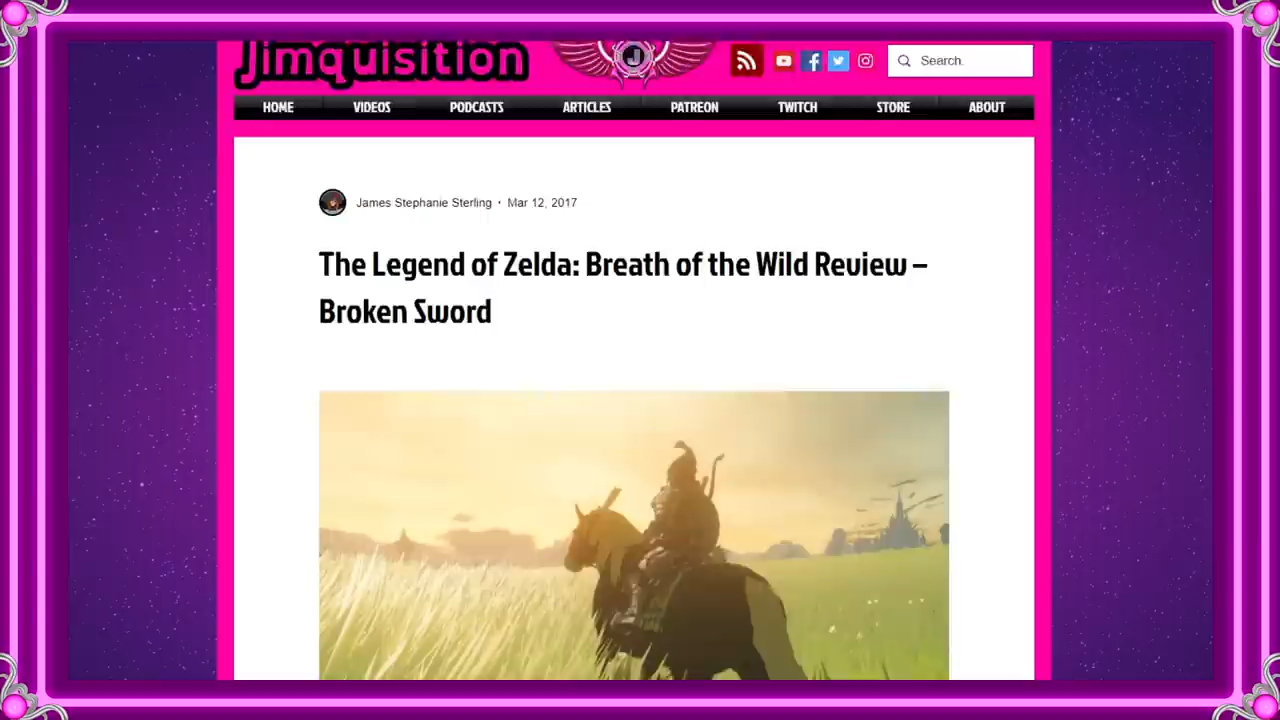 Jimquisition
J
Search.
HOME VIDEOS PODCASTS ARTICLES PATREON TWITCH STORE ABOUT
James Stephanie Sterling · Mar 12, 2017
The Legend of Zelda: Breath of the Wild Review –
Broken Sword